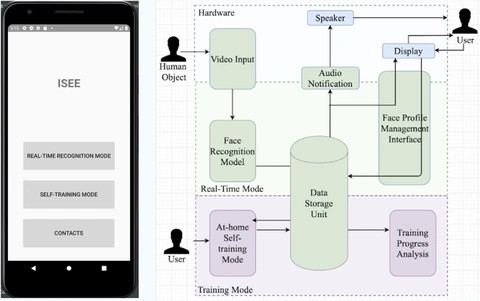 ISEE
REAL-TIME RECOGNITION MODE
SELF-TRAINING MODE
CONTACTS
Hardware
Speaker
User
Human
Object
Video Input
Display
Audio
Notification
Face Profile
Management
Interface
Face
Recognition
Model
Real-Time Mode
Data
Storage
Unit
At-home
Self-
training
Mode
User
Training
Progress
Analysis
Training Mode